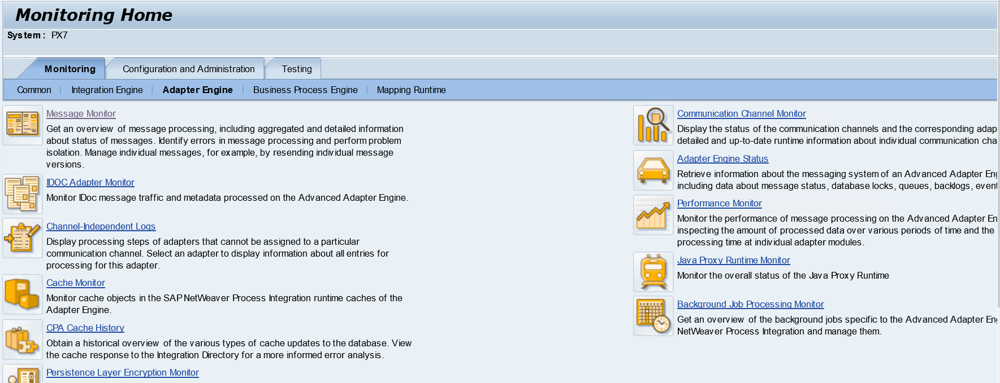 Monitoring Home
System: PX7
Monitoring
Configuration and Administration
Testing
Common
Integration Engine
Adapter Engine
Business Process Engine
Mapping Runtime
Message Monitor
Get an overview of message processing, including aggregated and detailed information
about status of messages. Identify errors in message processing and perform problem
isolation. Manage individual messages, for example, by resending individual message
versions.
IDOC Adapter Monitor
Monitor IDoc message traffic and metadata processed on the Advanced Adapter Engine.
Channel-Independent Logs
Display processing steps of adapters that cannot be assigned to a particular
communication channel. Select an adapter to display information about all entries for
processing for this adapter.
Cache Monitor
Monitor cache objects in the SAP NetWeaver Process Integration runtime caches of the
Adapter Engine.
CPA Cache History
Obtain a historical overview of the various types of cache updates to the database. View
the cache response to the Integration Directory for a more informed error analysis.
Persistence Layer Encryption Monitor
Communication Channel Monitor
Display the status of the communication channels and the corresponding adap
detailed and up-to-date runtime information about individual communication cha
Adapter Engine Status
Retrieve information about the messaging system of an Advanced Adapter Eng
including data about message status, database locks, queues, backlogs, event
Performance Monitor
Monitor the performance of message processing on the Advanced Adapter En
inspecting the amount of processed data over various periods of time and the
processing time at individual adapter modules.
Java Proxy Runtime Monitor
Monitor the overall status of the Java Proxy Runtime
Background Job Processing Monitor
Get an overview of the background jobs specific to the Advanced Adapter Eng
NetWeaver Process Integration and manage them.